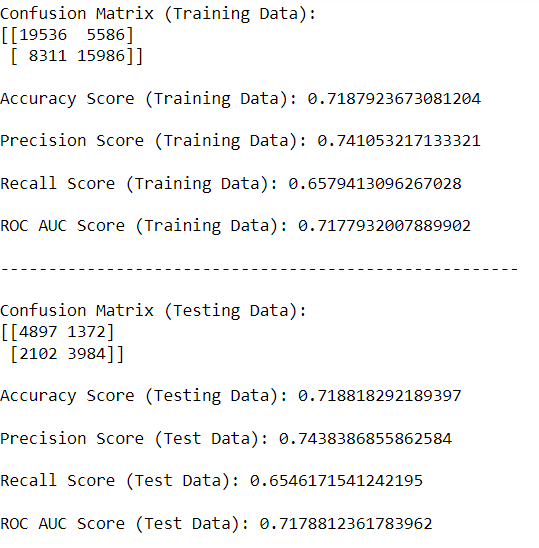 Confusion Matrix (Training Data):
[[19536  5586]
 [ 8311 15986]]
Accuracy Score (Training Data): 0.7187923673081204
Precision Score (Training Data): 0.741053217133321
Recall Score (Training Data): 0.6579413096267028
ROC AUC Score (Training Data): 0.7177932007889902
------------------------------------------------------
Confusion Matrix (Testing Data):
[[4897 1372]
 [2102 3984]]
Accuracy Score (Testing Data): 0.718818292189397
Precision Score (Test Data): 0.7438386855862584
Recall Score (Test Data): 0.6546171541242195
ROC AUC Score (Test Data): 0.7178812361783962